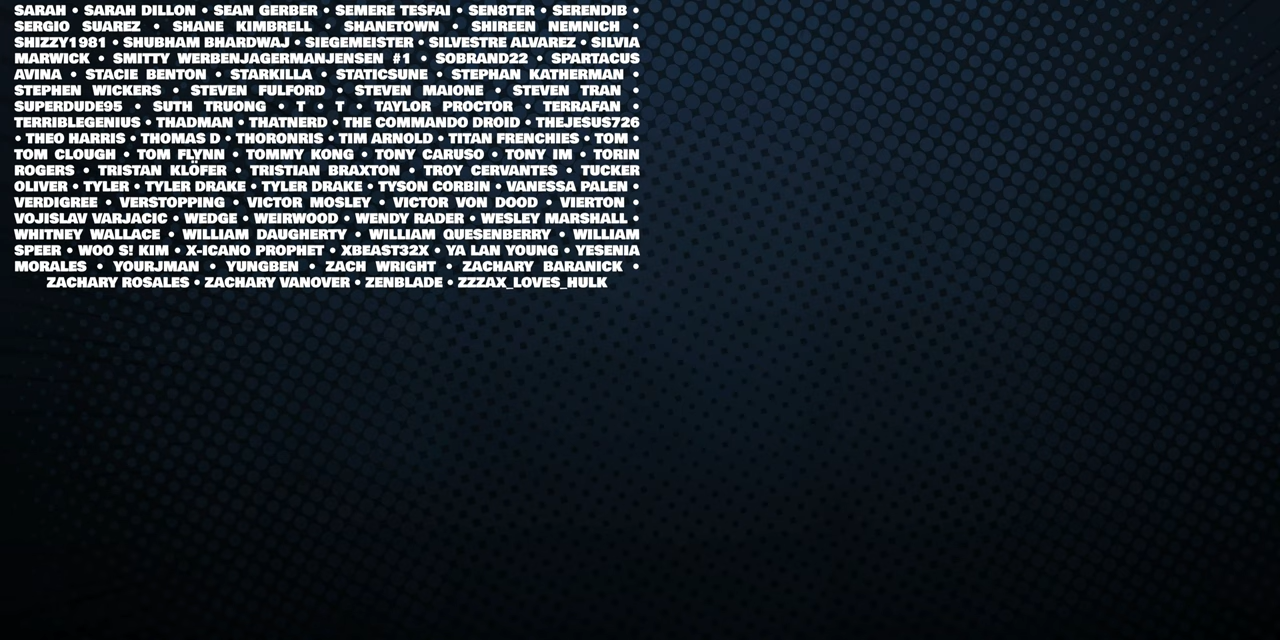 SARAH • SARAH DILLON • SEAN GERBER • SEMERE TESFAI • SEN8TER • SERENDIB •
SERGIO SUAREZ • SHANE KIMBRELL • SHANETOWN • SHIREEN NEMNICH •
SHIZZY1981 • SHUBHAM BHARDWAJ • SIEGEMEISTER • SILVESTRE ALVAREZ • SILVIA
MARWICK • SMITTY WERBENJAGERMANJENSEN #1 • SOBRAND22 • SPARTACUS
AVINA • STACIE BENTON • STARKILLA • STATICSUNE • STEPHAN KATHERMAN •
STEPHEN WICKERS • STEVEN FULFORD • STEVEN MAIONE • STEVEN TRAN •
SUPERDUDE95 • SUTH TRUONG • T • T • TAYLOR PROCTOR • TERRAFAN •
TERRIBLEGENIUS • THADMAN • THATNERD • THE COMMANDO DROID • THEJESUS726
• THEO HARRIS • THOMAS D • THORONRIS • TIM ARNOLD • TITAN FRENCHIES • TOM •
TOM CLOUGH • TOM FLYNN • TOMMY KONG • TONY CARUSO • TONY IM • TORIN
ROGERS • TRISTAN KLÖFER • TRISTIAN BRAXTON • TROY CERVANTES • TUCKER
OLIVER • TYLER • TYLER DRAKE • TYLER DRAKE • TYSON CORBIN • VANESSA PALEN •
VERDIGREE • VERSTOPPING • VICTOR MOSLEY • VICTOR VON DOOD • VIERTON •
VOJISLAV VARJACIC • WEDGE • WEIRWOOD • WENDY RADER • WESLEY MARSHALL •
WHITNEY WALLACE • WILLIAM DAUGHERTY • WILLIAM QUESENBERRY • WILLIAM
SPEER • WOO S! KIM • X-ICANO PROPHET • XBEAST32X • YA LAN YOUNG • YESENIA
MORALES • YOURJMAN • YUNGBEN • ZACH WRIGHT • ZACHARY BARANICK •
ZACHARY ROSALES • ZACHARY VANOVER • ZENBLADE • ZZZAX_LOVES_HULK